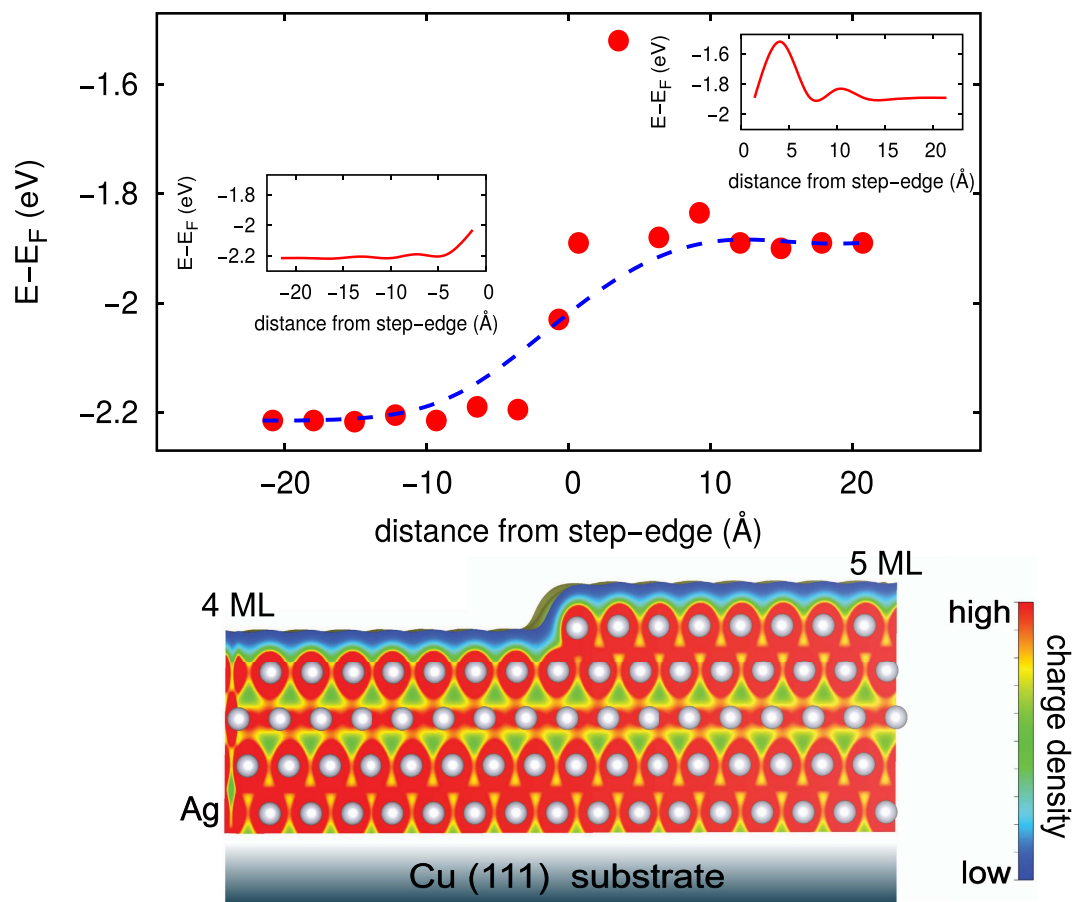 E−E_F (eV)
−1.6
−1.8
−2
−2.2
−20
−10
0
10
20
distance from step−edge (Å)
E−E_F (eV)
−1.8
−2
−2.2
−20
−15
−10
−5
0
distance from step−edge (Å)
E−E_F (eV)
−1.6
−1.8
−2
0
5
10
15
20
distance from step−edge (Å)
4 ML
5 ML
Ag
Cu (111) substrate
high
charge density
low